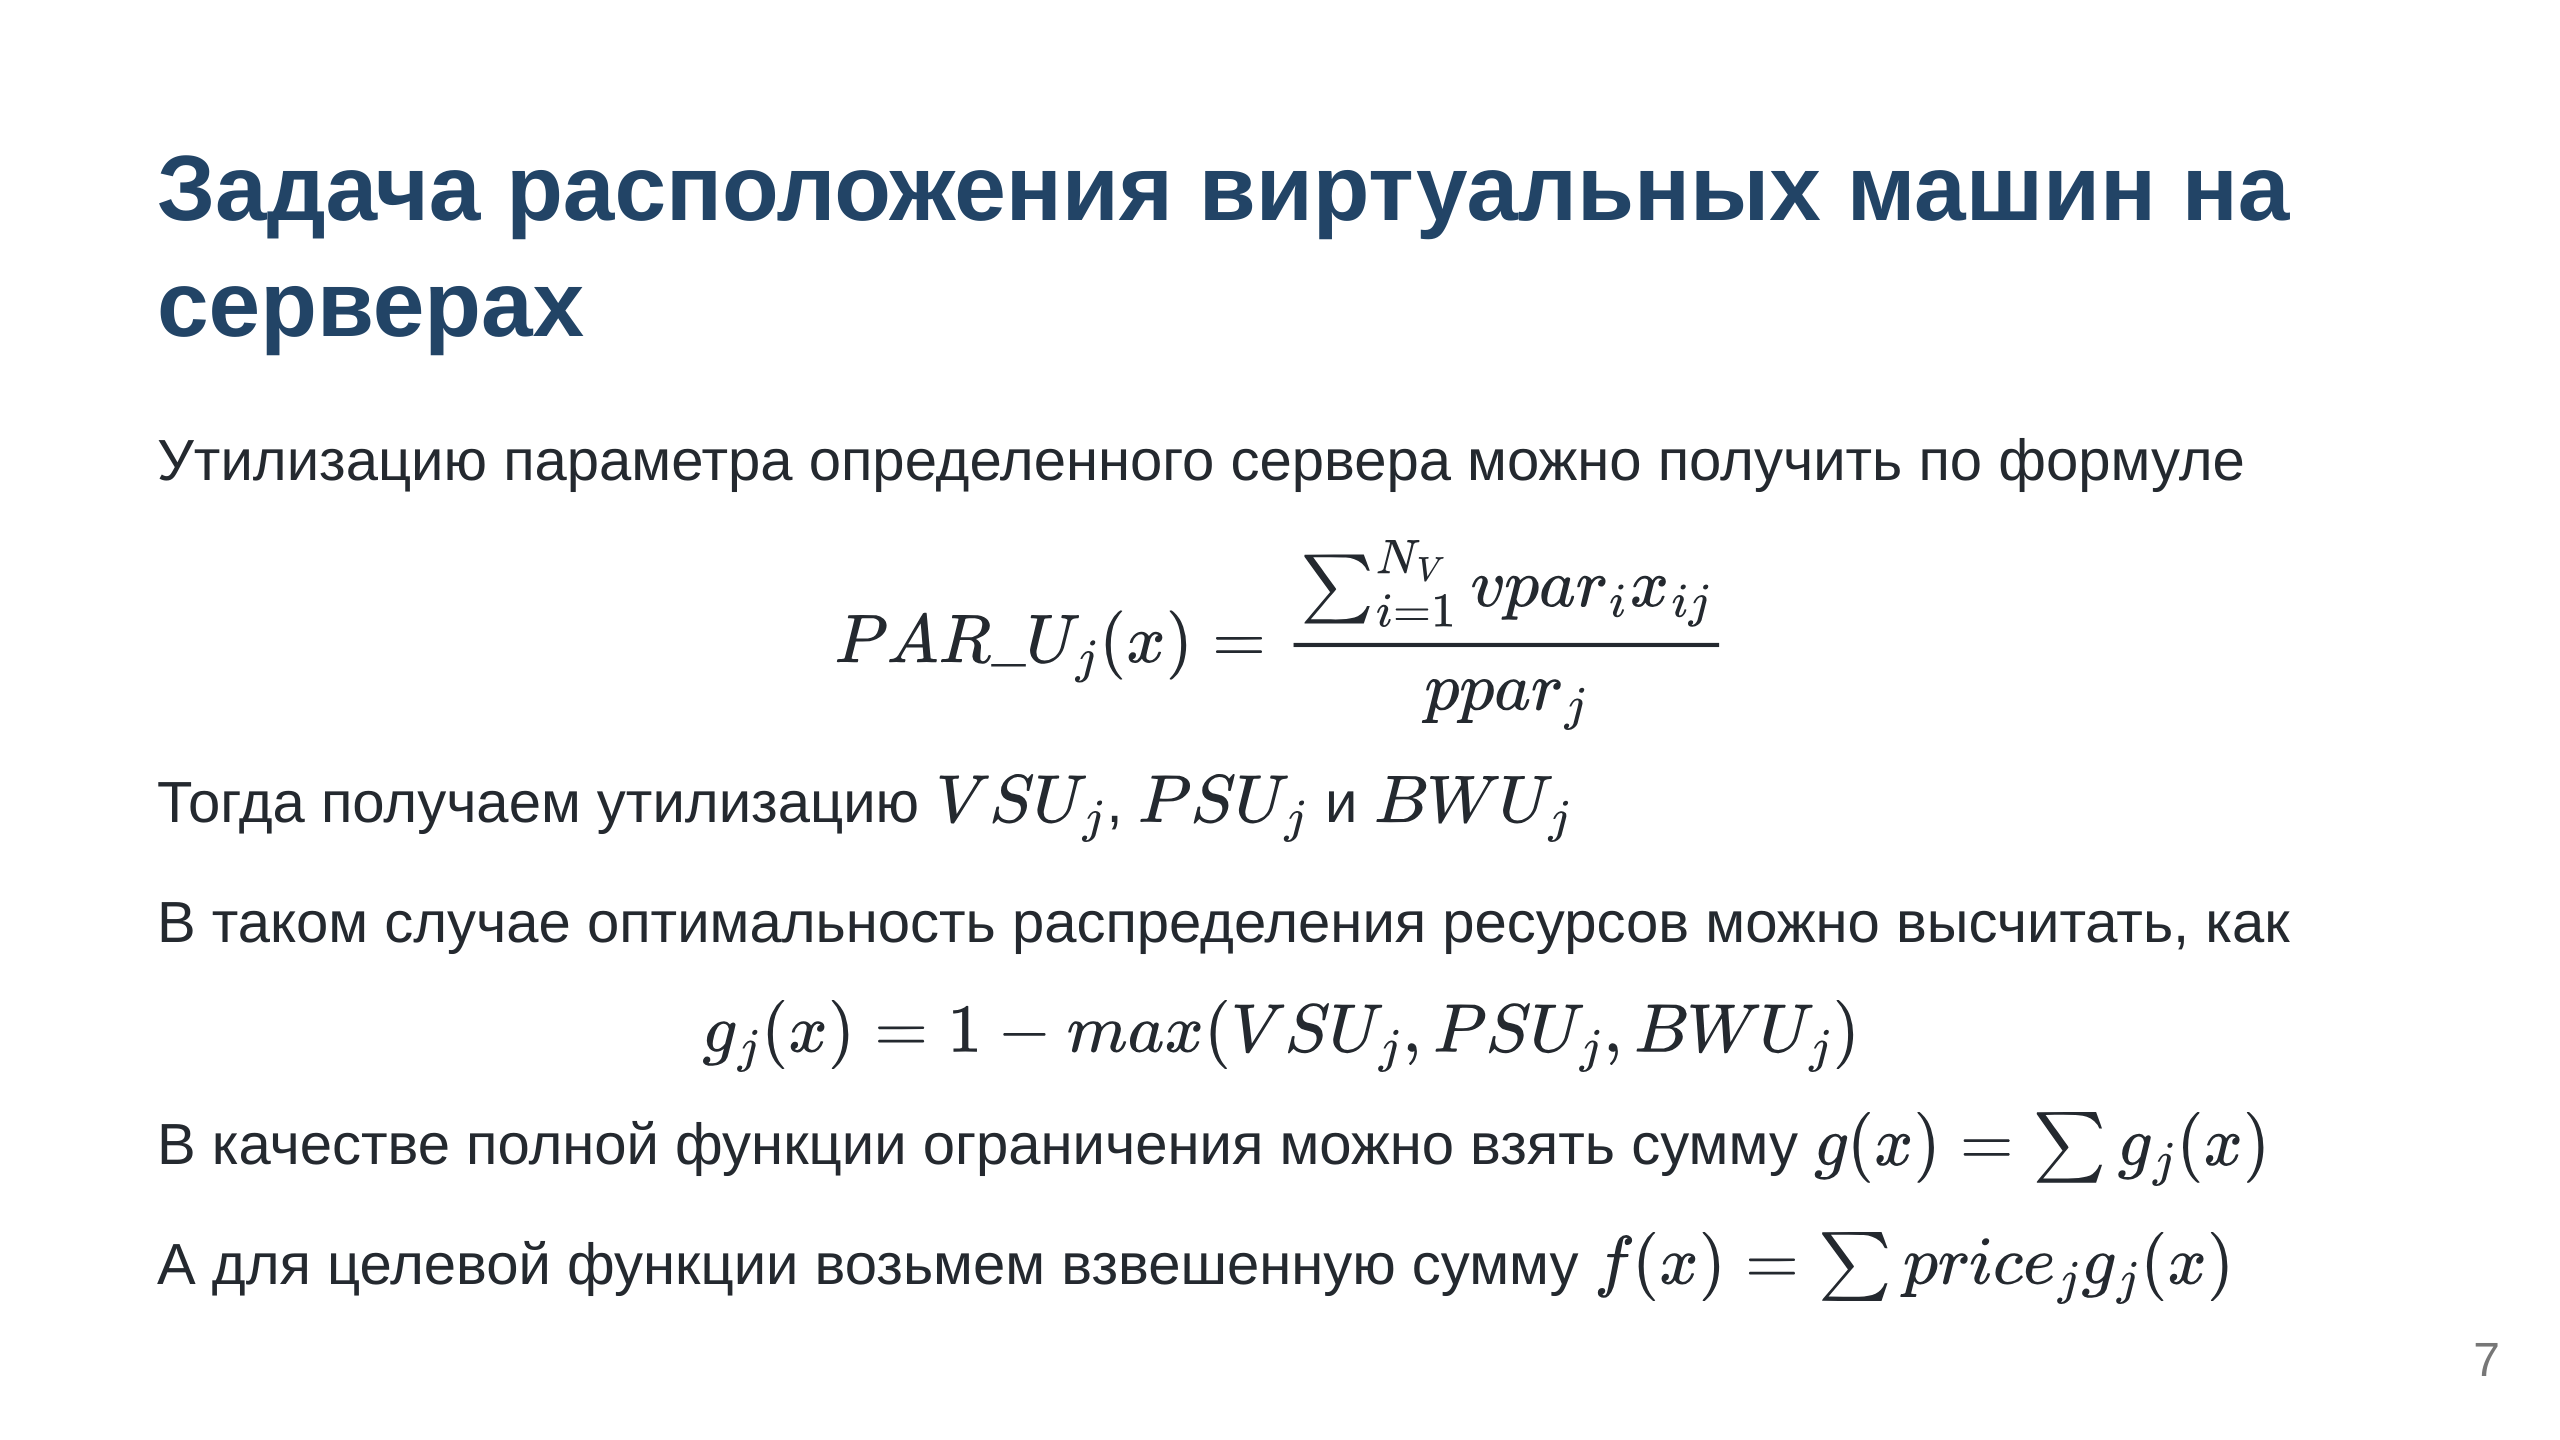 Задача расположения виртуальных машин на
серверах
Утилизацию параметра определенного сервера можно получить по формуле
$PAR\_U_j(x) = \frac{\sum_{i=1}^{N_V} vpar_i x_{ij}}{ppar_j}$
Тогда получаем утилизацию $VSU_j$, $PSU_j$ и $BWU_j$
В таком случае оптимальность распределения ресурсов можно высчитать, как
$g_j(x) = 1 - max(VSU_j, PSU_j, BWU_j)$
В качестве полной функции ограничения можно взять сумму $g(x) = \sum g_j(x)$
А для целевой функции возьмем взвешенную сумму $f(x) = \sum price_j g_j(x)$
7